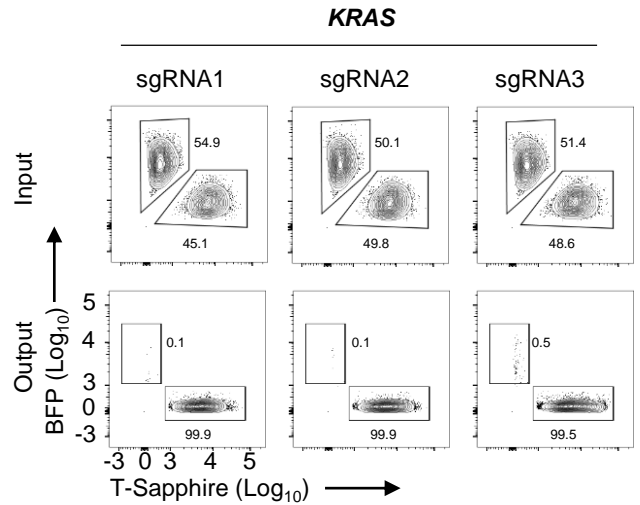 KRAS
sgRNA1 sgRNA2 sgRNA3
Input
54.9 50.1 51.4
45.1 49.8 48.6
Output
BFP (Log10)
5
4
3
0
-3
0.1 0.1 0.5
99.9 99.9 99.5
-3 0 3 4 5
T-Sapphire (Log10)